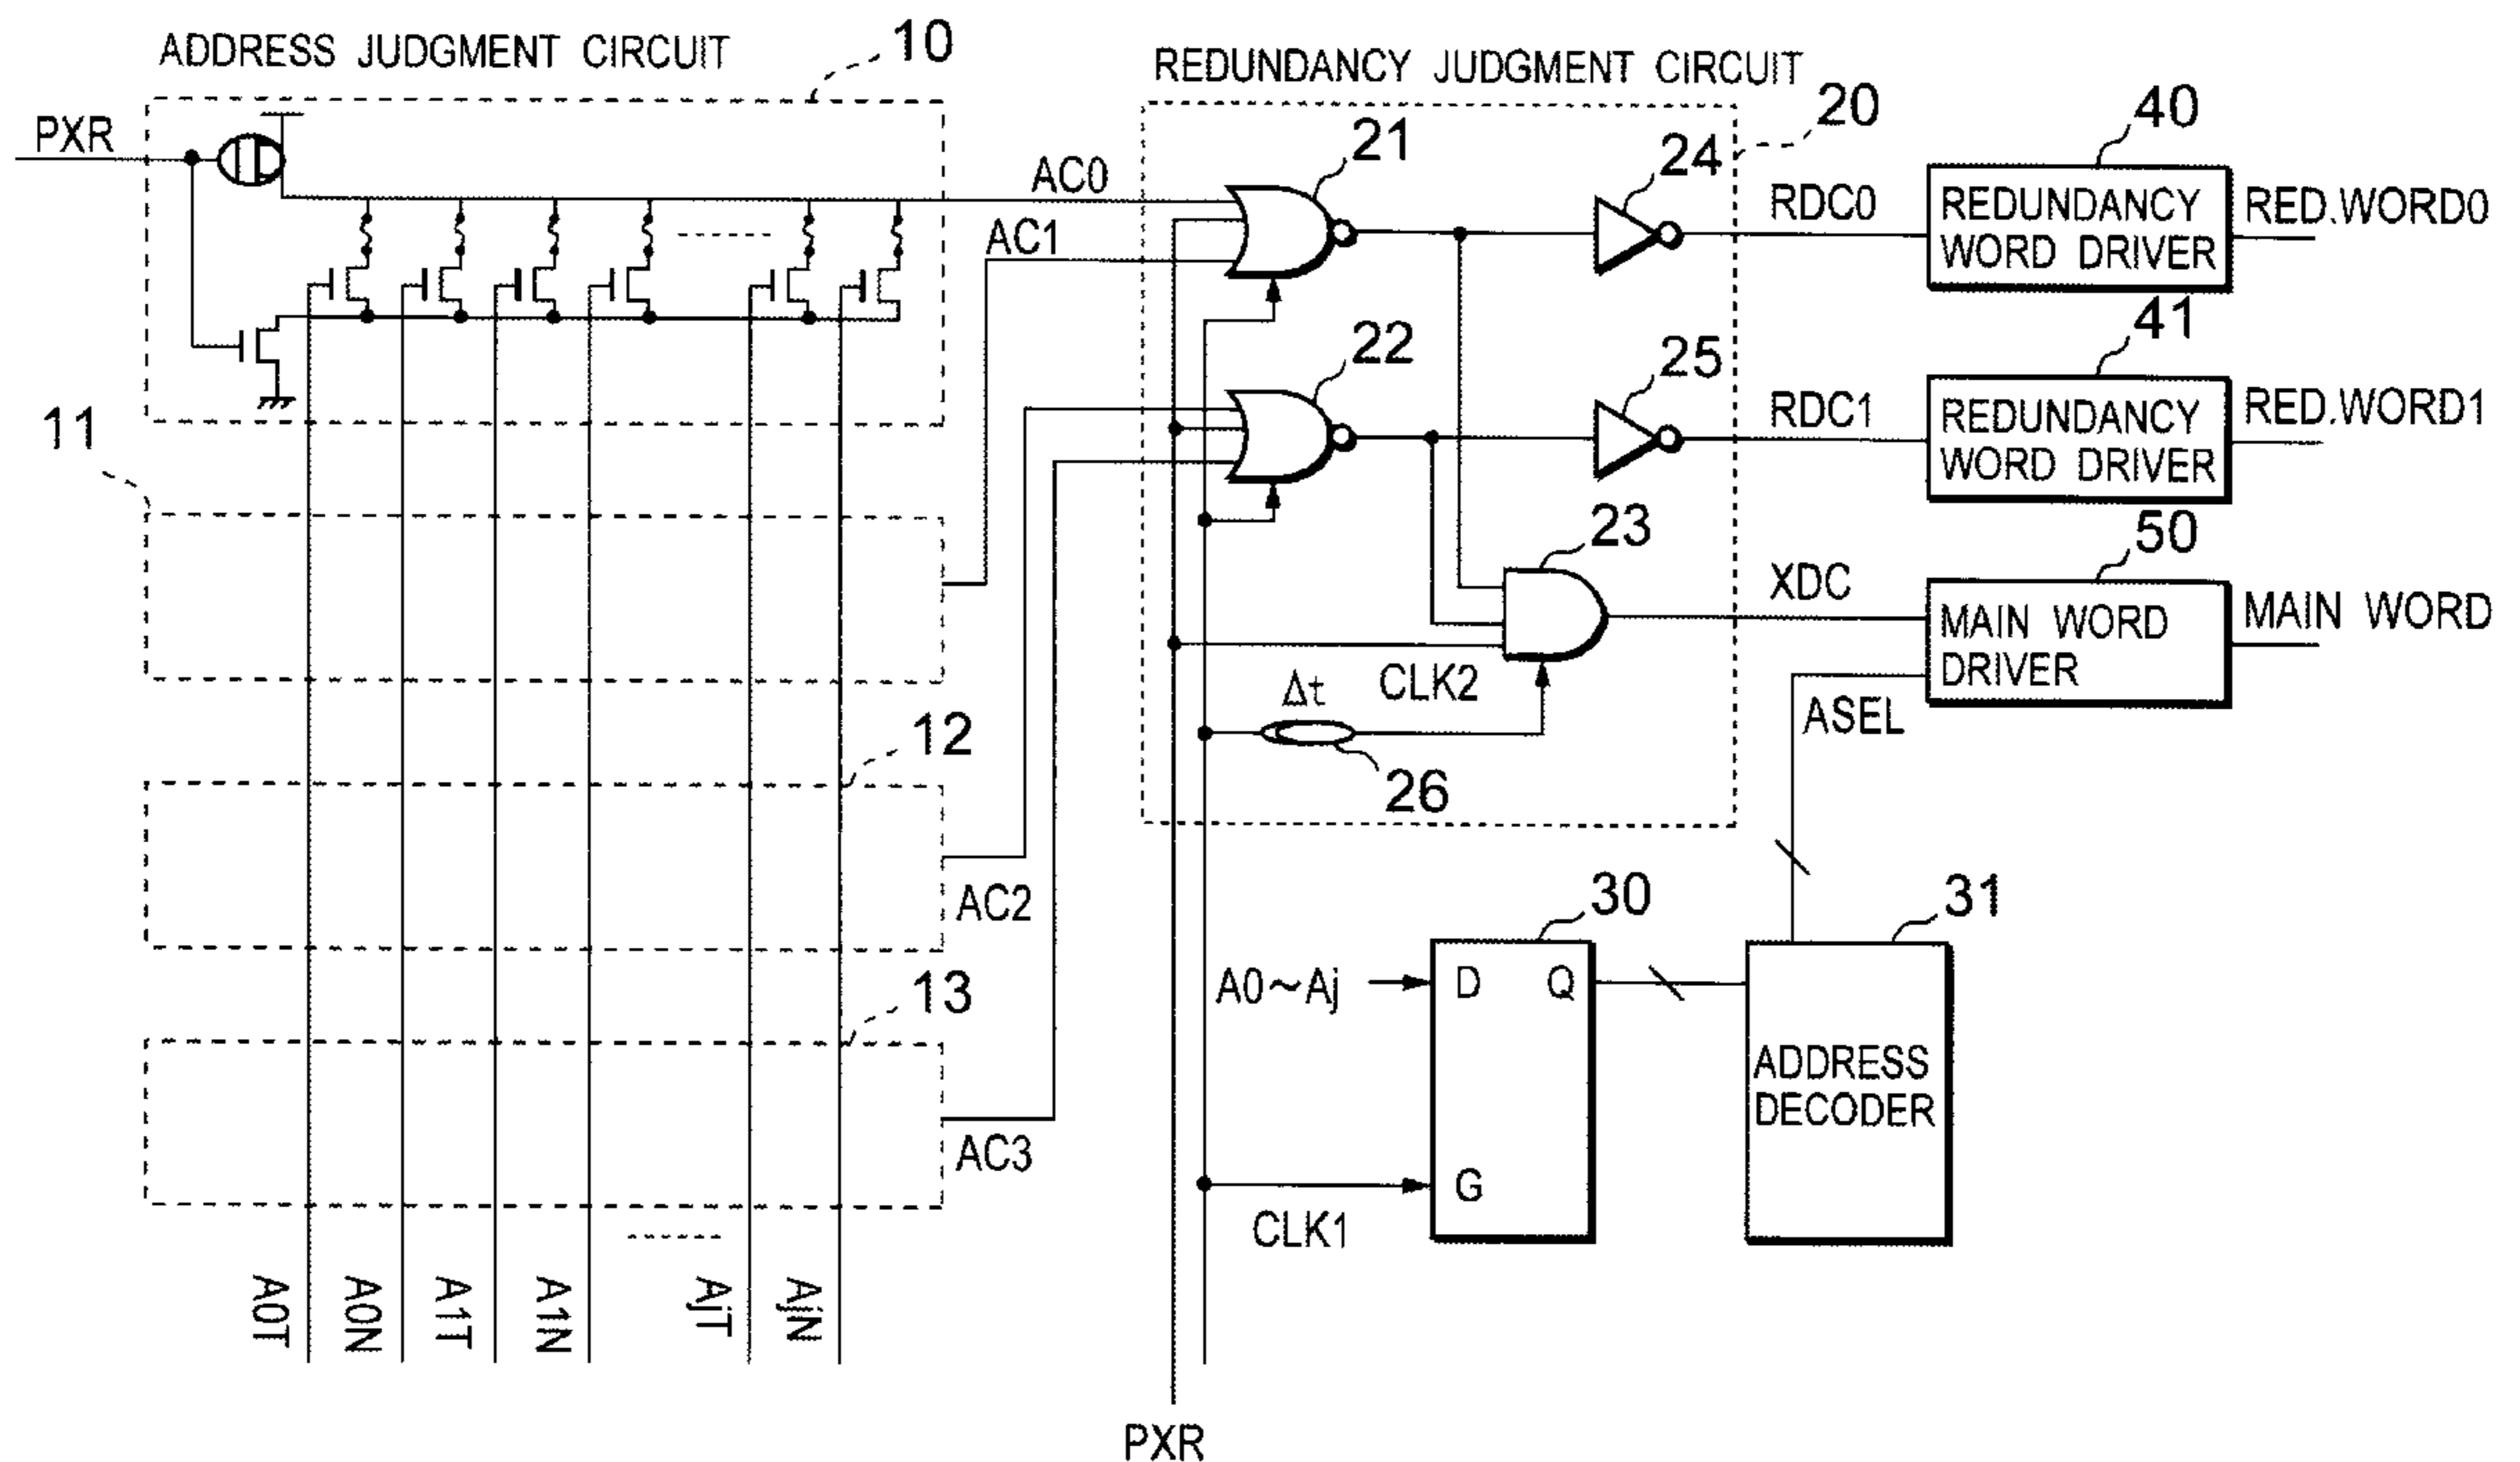 ADDRESS JUDGMENT CIRCUIT
10
PXR
11
12
13
AC0
AC1
AC2
AC3
A0T
A0N
A1T
A1N
AjT
AjN
REDUNDANCY JUDGMENT CIRCUIT
20
21
22
23
24
25
26
Δt
CLK2
RDC0
RDC1
XDC
ASEL
40
REDUNDANCY
WORD DRIVER
RED.WORD0
41
REDUNDANCY
WORD DRIVER
RED.WORD1
50
MAIN WORD
DRIVER
MAIN WORD
30
A0~Aj
D Q
G
CLK1
31
ADDRESS
DECODER
PXR